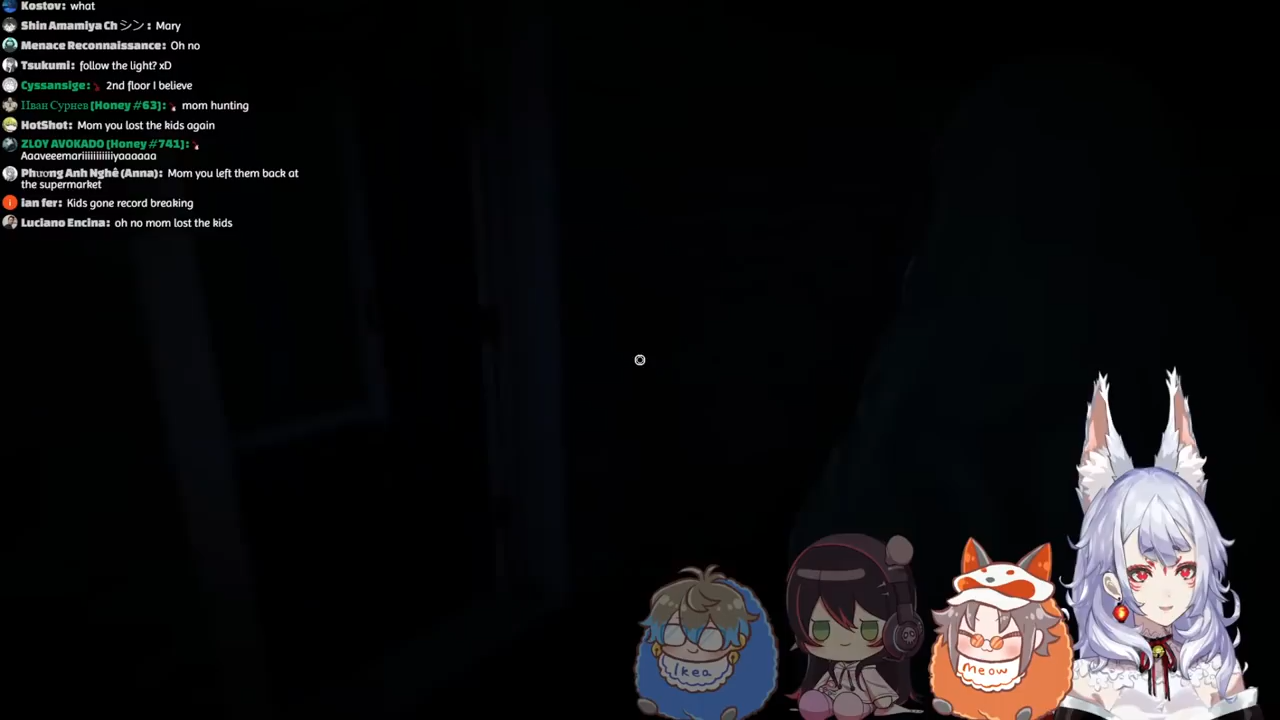 Kostov: what
Shin Amamiya Ch シン: Mary
Menace Reconnaissance: Oh no
Tsukumi: follow the light? xD
Cyssansige: 2nd floor I believe
Иван Сурнев [Honey #63]: mom hunting
HotShot: Mom you lost the kids again
ZLOY AVOKADO [Honey #741]:
Aaaveeemariiiiiiiiiiiyaaaaaa
Phương Anh Nghê (Anna): Mom you left them back at
the supermarket
ian fer: Kids gone record breaking
Luciano Encina: oh no mom lost the kids
Ikea
meow